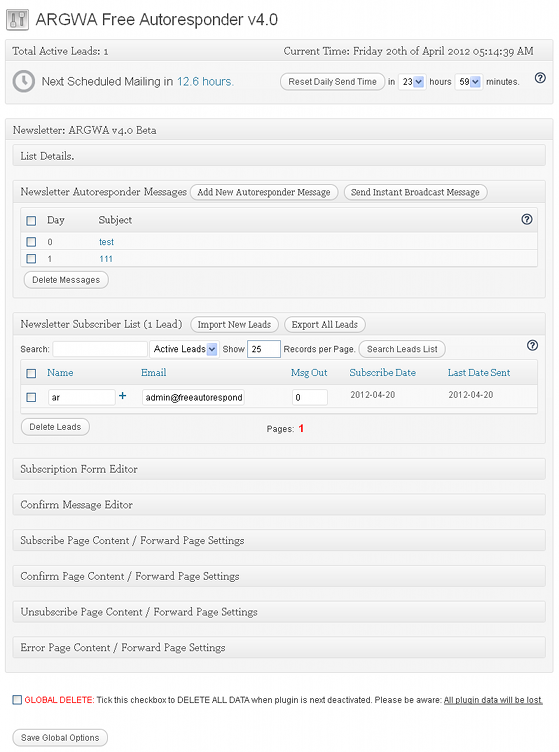 ARGWA Free Autoresponder v4.0
Total Active Leads: 1 Current Time: Friday 20th of April 2012 05:14:39 AM
Next Scheduled Mailing in 12.6 hours. Reset Daily Send Time in 23 hours 59 minutes.
Newsletter: ARGWA v4.0 Beta
List Details.
Newsletter Autoresponder Messages Add New Autoresponder Message Send Instant Broadcast Message
Day Subject
0 test
1 111
Delete Messages
Newsletter Subscriber List (1 Lead) Import New Leads Export All Leads
Search: Active Leads Show 25 Records per Page. Search Leads List
Name Email Msg Out Subscribe Date Last Date Sent
ar + admin@freeautorespond 0 2012-04-20 2012-04-20
Delete Leads Pages: 1
Subscription Form Editor
Confirm Message Editor
Subscribe Page Content / Forward Page Settings
Confirm Page Content / Forward Page Settings
Unsubscribe Page Content / Forward Page Settings
Error Page Content / Forward Page Settings
GLOBAL DELETE: Tick this checkbox to DELETE ALL DATA when plugin is next deactivated. Please be aware: All plugin data will be lost.
Save Global Options